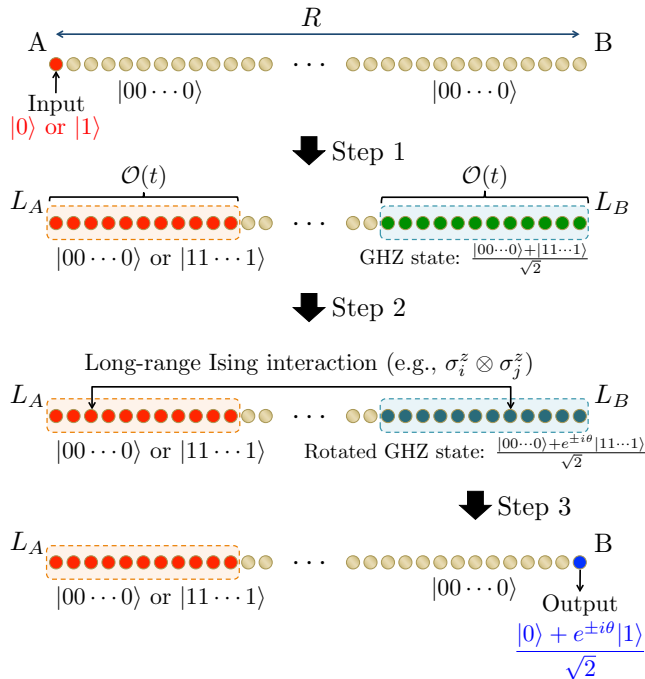 R
A B
· · ·
|00 · · · 0⟩ |00 · · · 0⟩
Input
|0⟩ or |1⟩
Step 1
𝒪(t) 𝒪(t)
L_A L_B
· · ·
|00 · · · 0⟩ or |11 · · · 1⟩ GHZ state: (|00···0⟩+|11···1⟩)/√2
Step 2
Long-range Ising interaction (e.g., σ_i^z ⊗ σ_j^z)
L_A L_B
· · ·
|00 · · · 0⟩ or |11 · · · 1⟩ Rotated GHZ state: (|00···0⟩+e^{±iθ}|11···1⟩)/√2
Step 3
L_A B
· · ·
|00 · · · 0⟩ or |11 · · · 1⟩ |00 · · · 0⟩
Output
(|0⟩ + e^{±iθ}|1⟩)/√2